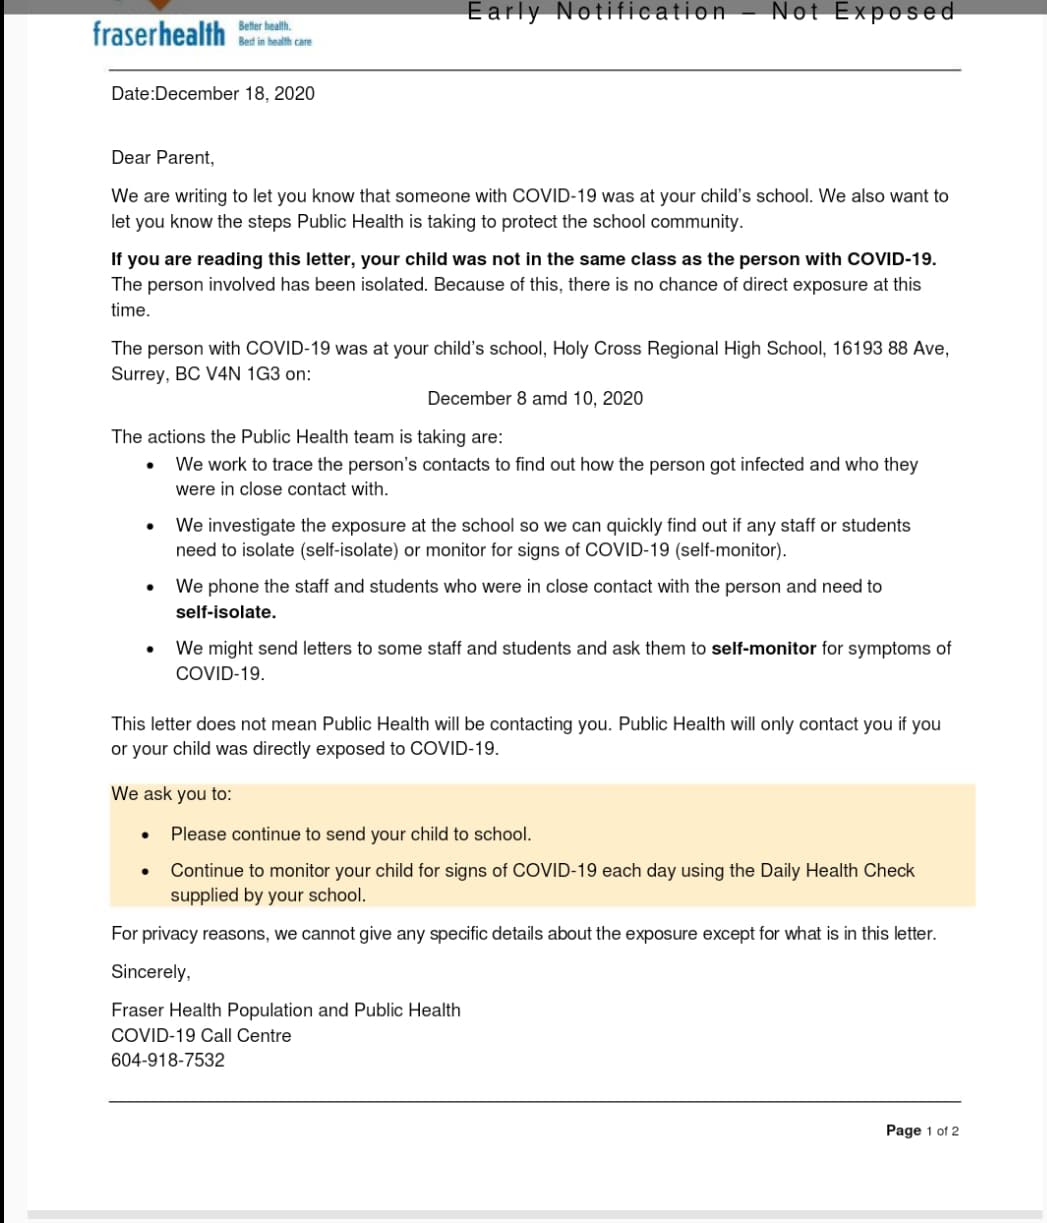 Early Notification – Not Exposed
fraserhealth
Better health.
Best in health care
Date:December 18, 2020
Dear Parent,
We are writing to let you know that someone with COVID-19 was at your child's school. We also want to
let you know the steps Public Health is taking to protect the school community.
If you are reading this letter, your child was not in the same class as the person with COVID-19.
The person involved has been isolated. Because of this, there is no chance of direct exposure at this
time.
The person with COVID-19 was at your child's school, Holy Cross Regional High School, 16193 88 Ave,
Surrey, BC V4N 1G3 on:
December 8 amd 10, 2020
The actions the Public Health team is taking are:
• We work to trace the person's contacts to find out how the person got infected and who they
were in close contact with.
• We investigate the exposure at the school so we can quickly find out if any staff or students
need to isolate (self-isolate) or monitor for signs of COVID-19 (self-monitor).
• We phone the staff and students who were in close contact with the person and need to
self-isolate.
• We might send letters to some staff and students and ask them to self-monitor for symptoms of
COVID-19.
This letter does not mean Public Health will be contacting you. Public Health will only contact you if you
or your child was directly exposed to COVID-19.
We ask you to:
• Please continue to send your child to school.
• Continue to monitor your child for signs of COVID-19 each day using the Daily Health Check
supplied by your school.
For privacy reasons, we cannot give any specific details about the exposure except for what is in this letter.
Sincerely,
Fraser Health Population and Public Health
COVID-19 Call Centre
604-918-7532
Page 1 of 2